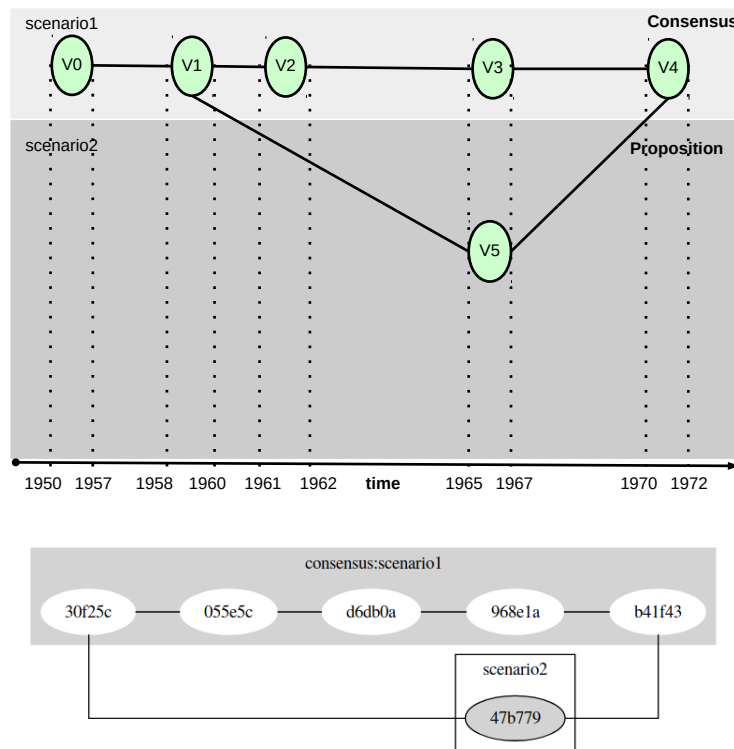 scenario1 Consensus
V0 V1 V2 V3 V4
scenario2 Proposition
V5
1950 1957 1958 1960 1961 1962 time 1965 1967 1970 1972
consensus:scenario1
30f25c 055e5c d6db0a 968e1a b41f43
scenario2
47b779